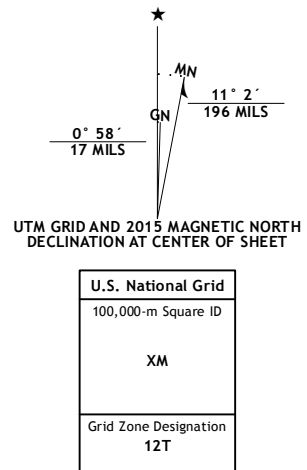 MN
GN
11° 2´
196 MILS
0° 58´
17 MILS
UTM GRID AND 2015 MAGNETIC NORTH
DECLINATION AT CENTER OF SHEET
U.S. National Grid
100,000-m Square ID
XM
Grid Zone Designation
12T